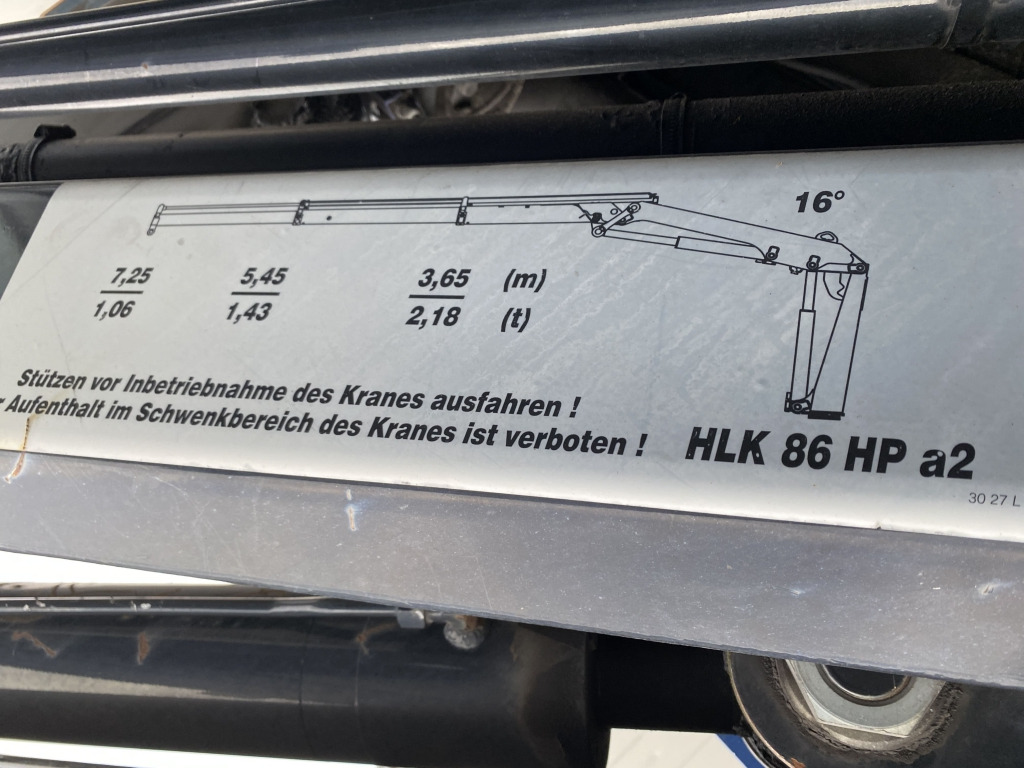 16°
7,25 5,45 3,65 (m)
1,06 1,43 2,18 (t)
Stützen vor Inbetriebnahme des Kranes ausfahren !
Aufenthalt im Schwenkbereich des Kranes ist verboten !
HLK 86 HP a2
30 27 L